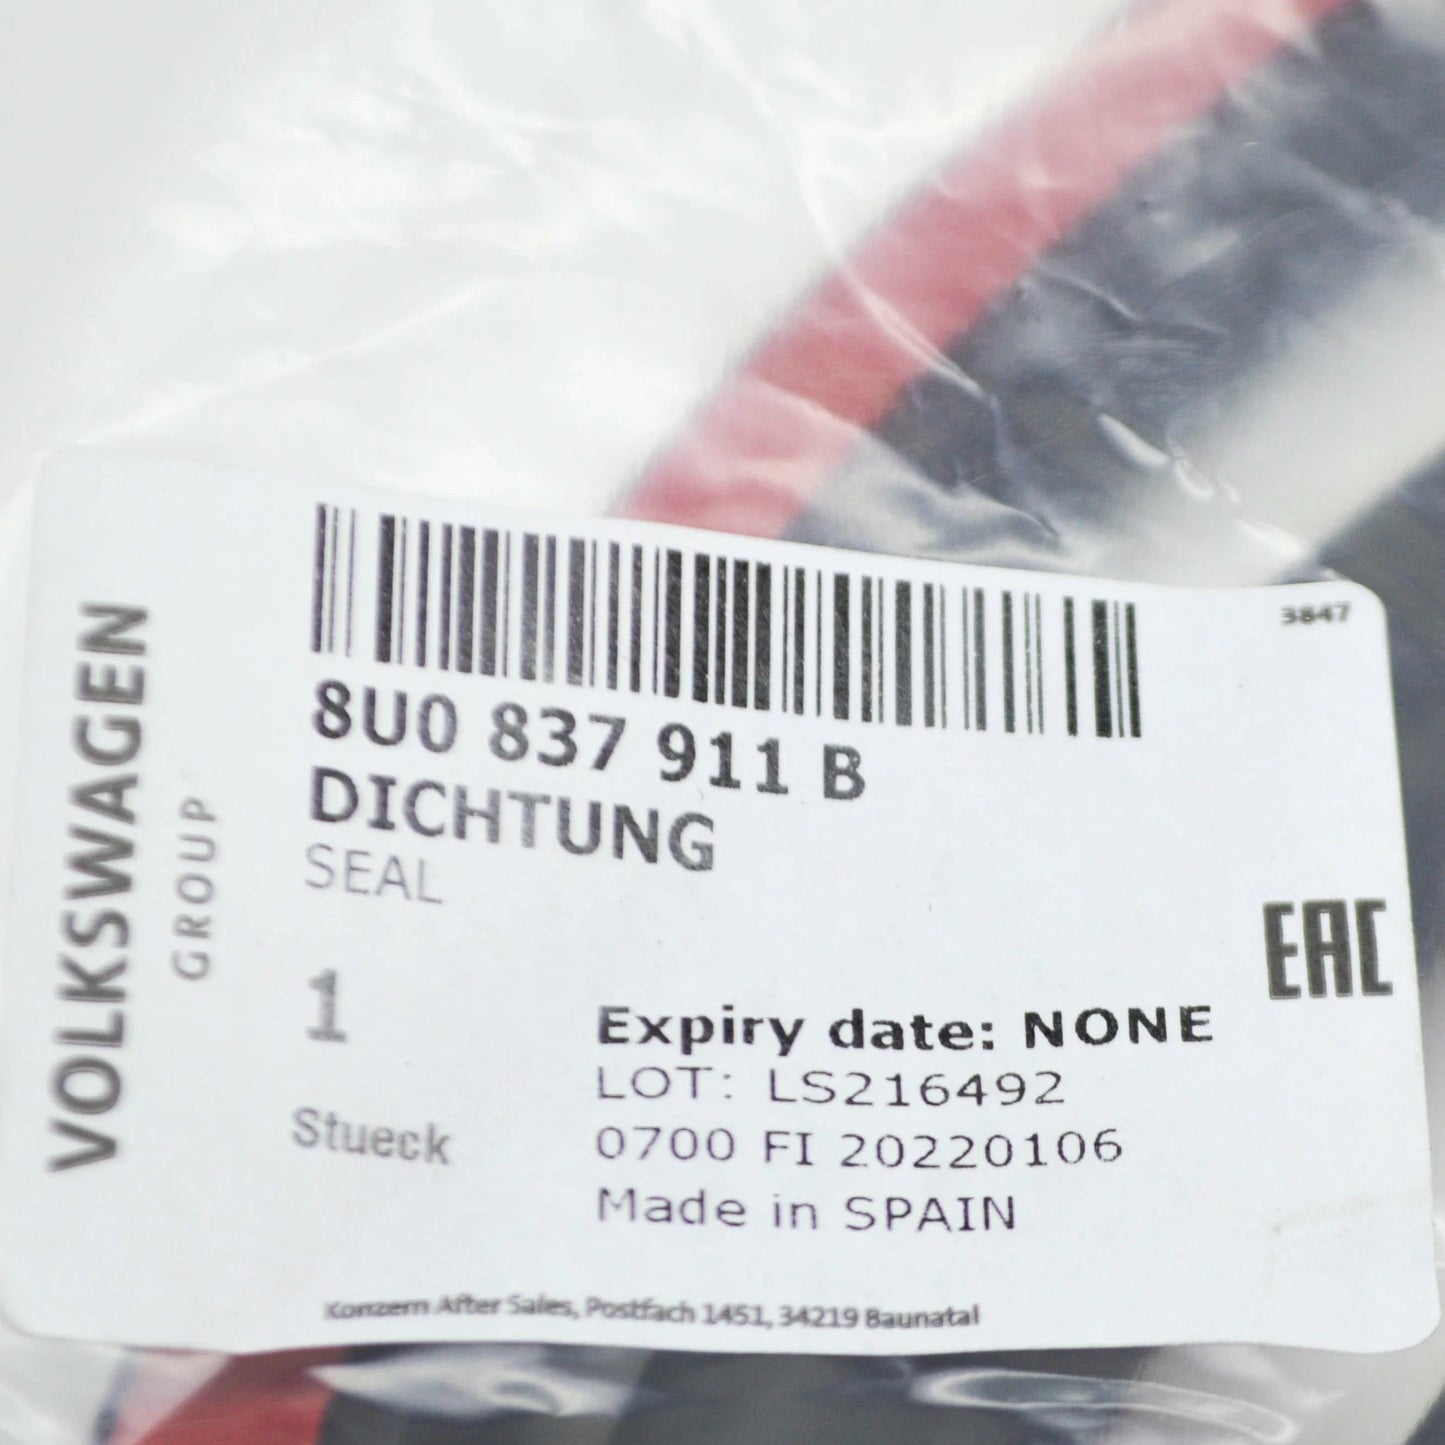 3847
8U0 837 911 B
DICHTUNG
SEAL
VOLKSWAGEN
GROUP
EAC
1
Stueck
Expiry date: NONE
LOT: LS216492
0700 FI 20220106
Made in SPAIN
Konzern After Sales, Postfach 1451, 34219 Baunatal